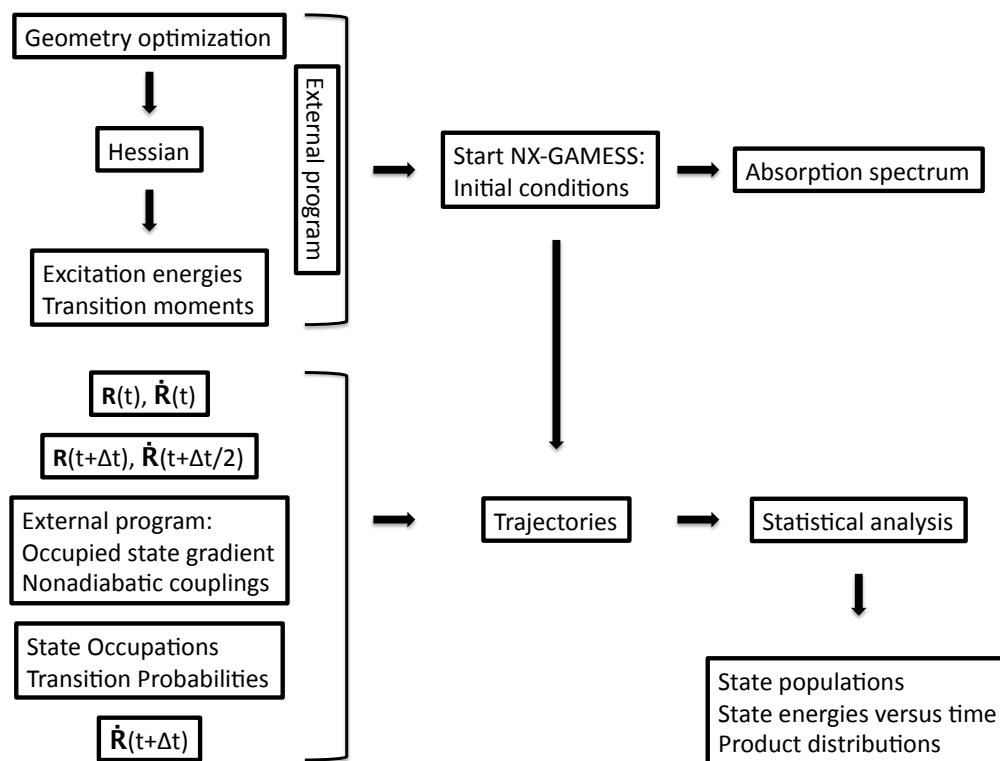 Geometry optimization
Hessian
Excitation energies
Transition moments
External program
Start NX-GAMESS:
Initial conditions
Absorption spectrum
R(t), Ṙ(t)
R(t+Δt), Ṙ(t+Δt/2)
External program:
Occupied state gradient
Nonadiabatic couplings
State Occupations
Transition Probabilities
Ṙ(t+Δt)
Trajectories
Statistical analysis
State populations
State energies versus time
Product distributions